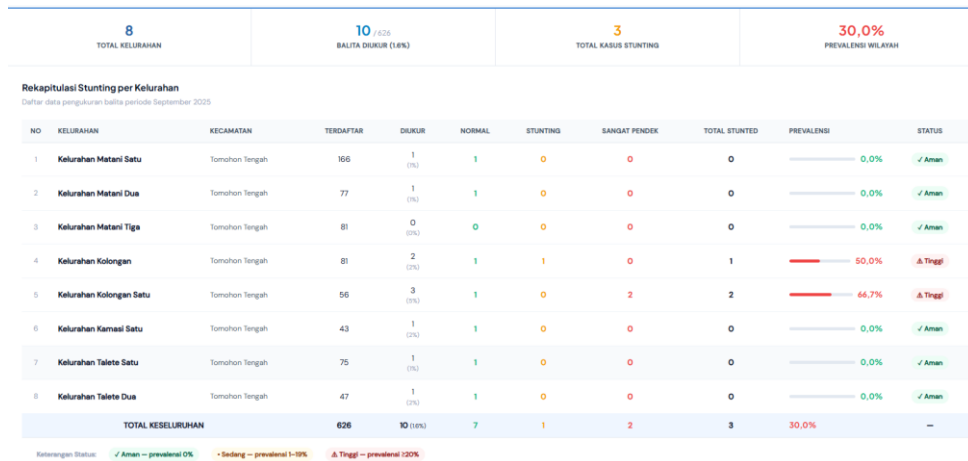 8
TOTAL KELURAHAN
10 / 626
BALITA DIUKUR (1.6%)
3
TOTAL KASUS STUNTING
30,0%
PREVALENSI WILAYAH
Rekapitulasi Stunting per Kelurahan
Daftar data pengukuran balita periode September 2025
NO KELURAHAN KECAMATAN TERDAFTAR DIUKUR NORMAL STUNTING SANGAT PENDEK TOTAL STUNTED PREVALENSI STATUS
1 Kelurahan Matani Satu Tomohon Tengah 166 1 (1%) 1 0 0 0 0,0% ✓ Aman
2 Kelurahan Matani Dua Tomohon Tengah 77 1 (1%) 1 0 0 0 0,0% ✓ Aman
3 Kelurahan Matani Tiga Tomohon Tengah 81 0 (0%) 0 0 0 0 0,0% ✓ Aman
4 Kelurahan Kolongan Tomohon Tengah 81 2 (2%) 1 1 0 1 50,0% ⚠ Tinggi
5 Kelurahan Kolongan Satu Tomohon Tengah 56 3 (5%) 1 0 2 2 66,7% ⚠ Tinggi
6 Kelurahan Kamasi Satu Tomohon Tengah 43 1 (2%) 1 0 0 0 0,0% ✓ Aman
7 Kelurahan Talete Satu Tomohon Tengah 75 1 (1%) 1 0 0 0 0,0% ✓ Aman
8 Kelurahan Talete Dua Tomohon Tengah 47 1 (2%) 1 0 0 0 0,0% ✓ Aman
TOTAL KESELURUHAN 626 10 (1.6%) 7 1 2 3 30,0% —
Keterangan Status: ✓ Aman — prevalensi 0% • Sedang — prevalensi 1–19% ⚠ Tinggi — prevalensi ≥20%